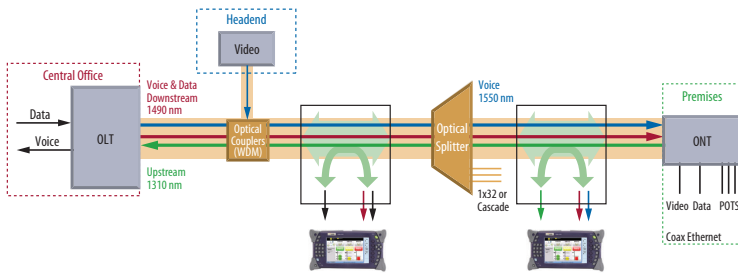 Headend
Video
Central Office
Data
Voice
OLT
Voice & Data
Downstream
1490 nm
Upstream
1310 nm
Optical
Couplers
(WDM)
Optical
Splitter
1x32 or
Cascade
Voice
1550 nm
Premises
ONT
Video Data POTS
Coax Ethernet